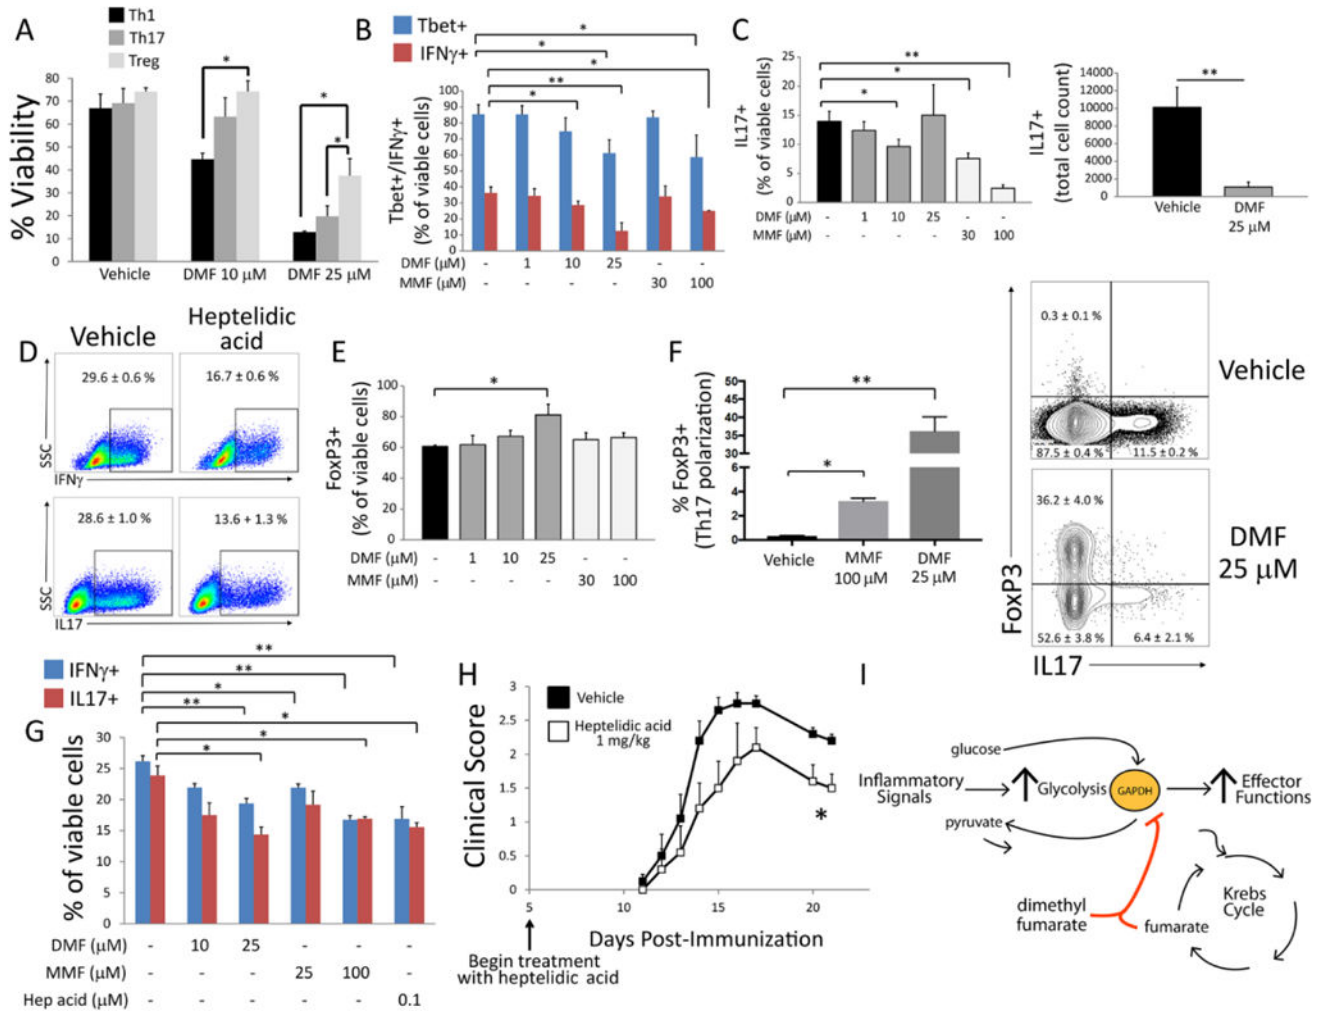 A
Th1
Th17
Treg
% Viability
80
70
60
50
40
30
20
10
0
*
*
*
Vehicle
DMF 10 µM
DMF 25 µM
B
Tbet+
IFNγ+
*
*
*
**
*
Tbet+/IFNγ+
(% of viable cells)
100
90
80
70
60
50
40
30
20
10
0
DMF (µM) - 1 10 25 - -
MMF (µM) - - - - 30 100
C
IL17+
(% of viable cells)
25
20
15
10
5
0
**
*
*
DMF (µM) - 1 10 25 - -
MMF (µM) - - - - 30 100
IL17+
(total cell count)
14000
12000
10000
8000
6000
4000
2000
0
**
Vehicle
DMF
25 µM
D
Vehicle
Heptelidic
acid
29.6 ± 0.6 %
16.7 ± 0.6 %
SSC
IFNγ
28.6 ± 1.0 %
13.6 + 1.3 %
SSC
IL17
E
FoxP3+
(% of viable cells)
100
80
60
40
20
0
*
DMF (µM) - 1 10 25 - -
MMF (µM) - - - - 30 100
F
% FoxP3+
(Th17 polarization)
50
45
40
35
30
6
4
2
0
**
*
Vehicle
MMF
100 µM
DMF
25 µM
0.3 ± 0.1 %
87.5 ± 0.4 %
11.5 ± 0.2 %
Vehicle
36.2 ± 4.0 %
52.6 ± 3.8 %
6.4 ± 2.1 %
DMF
25 µM
FoxP3
IL17
G
IFNγ+
IL17+
**
**
*
**
*
*
*
% of viable cells
30
25
20
15
10
5
0
DMF (µM) - 10 25 - - -
MMF (µM) - - - 25 100 -
Hep acid (µM) - - - - - 0.1
H
Clinical Score
3
2.5
2
1.5
1
0.5
0
Vehicle
Heptelidic acid
1 mg/kg
*
5
10
15
20
Days Post-Immunization
Begin treatment
with heptelidic acid
I
glucose
Inflammatory
Signals
Glycolysis
GAPDH
Effector
Functions
pyruvate
dimethyl
fumarate
fumarate
Krebs
Cycle